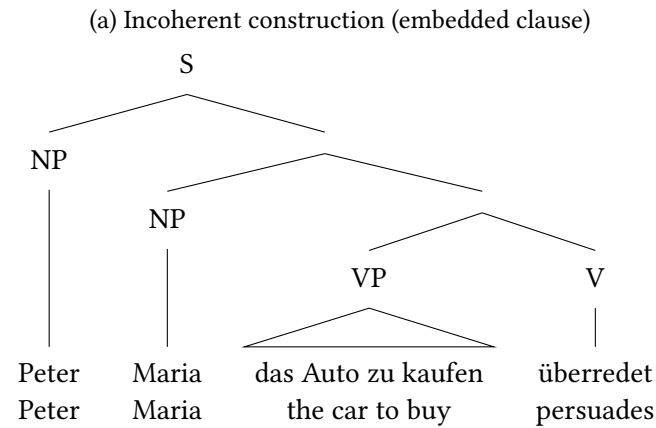 (a) Incoherent construction (embedded clause)
S
NP
NP
VP V
Peter Maria das Auto zu kaufen überredet
Peter Maria the car to buy persuades